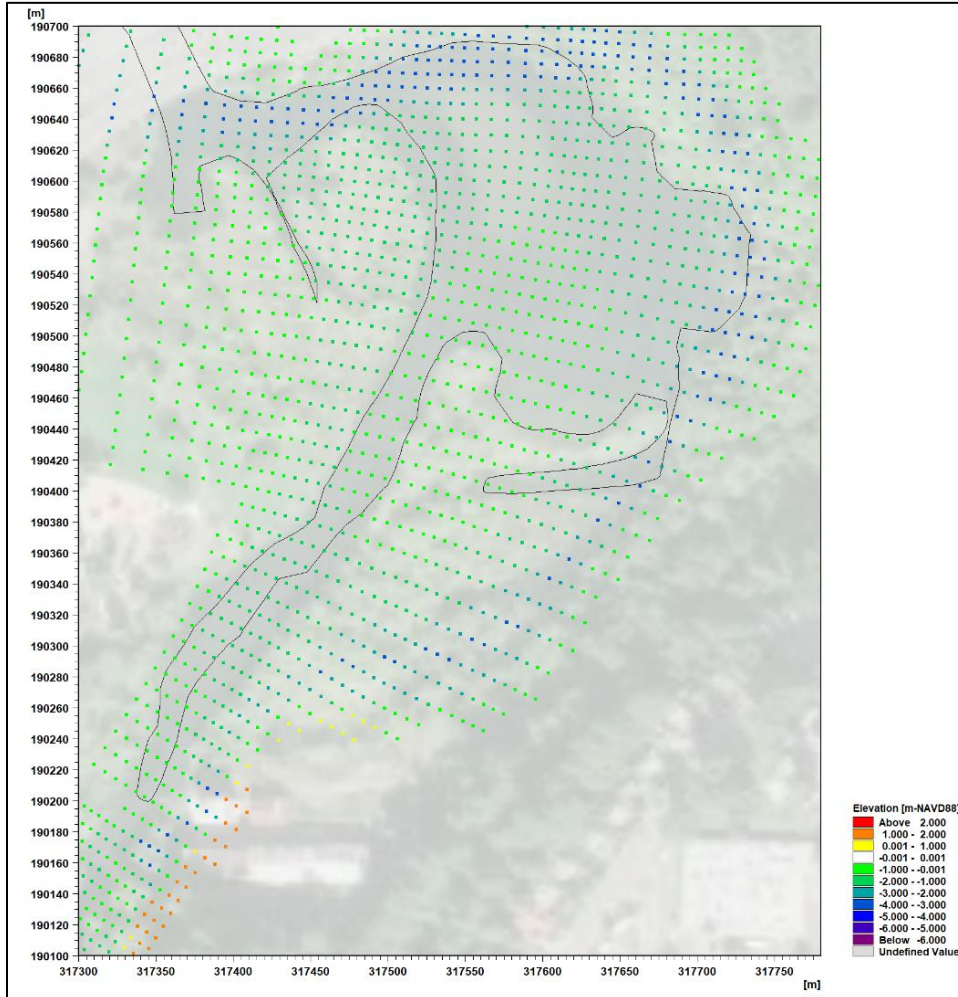 [m]
190700
190680
190660
190640
190620
190600
190580
190560
190540
190520
190500
190480
190460
190440
190420
190400
190380
190360
190340
190320
190300
190280
190260
190240
190220
190200
190180
190160
190140
190120
190100
317300 317350 317400 317450 317500 317550 317600 317650 317700 317750
[m]
Elevation [m-NAVD88]
Above 2.000
1.000 - 2.000
0.001 - 1.000
-0.001 - 0.001
-1.000 - -0.001
-2.000 - -1.000
-3.000 - -2.000
-4.000 - -3.000
-5.000 - -4.000
-6.000 - -5.000
Below -6.000
Undefined Value